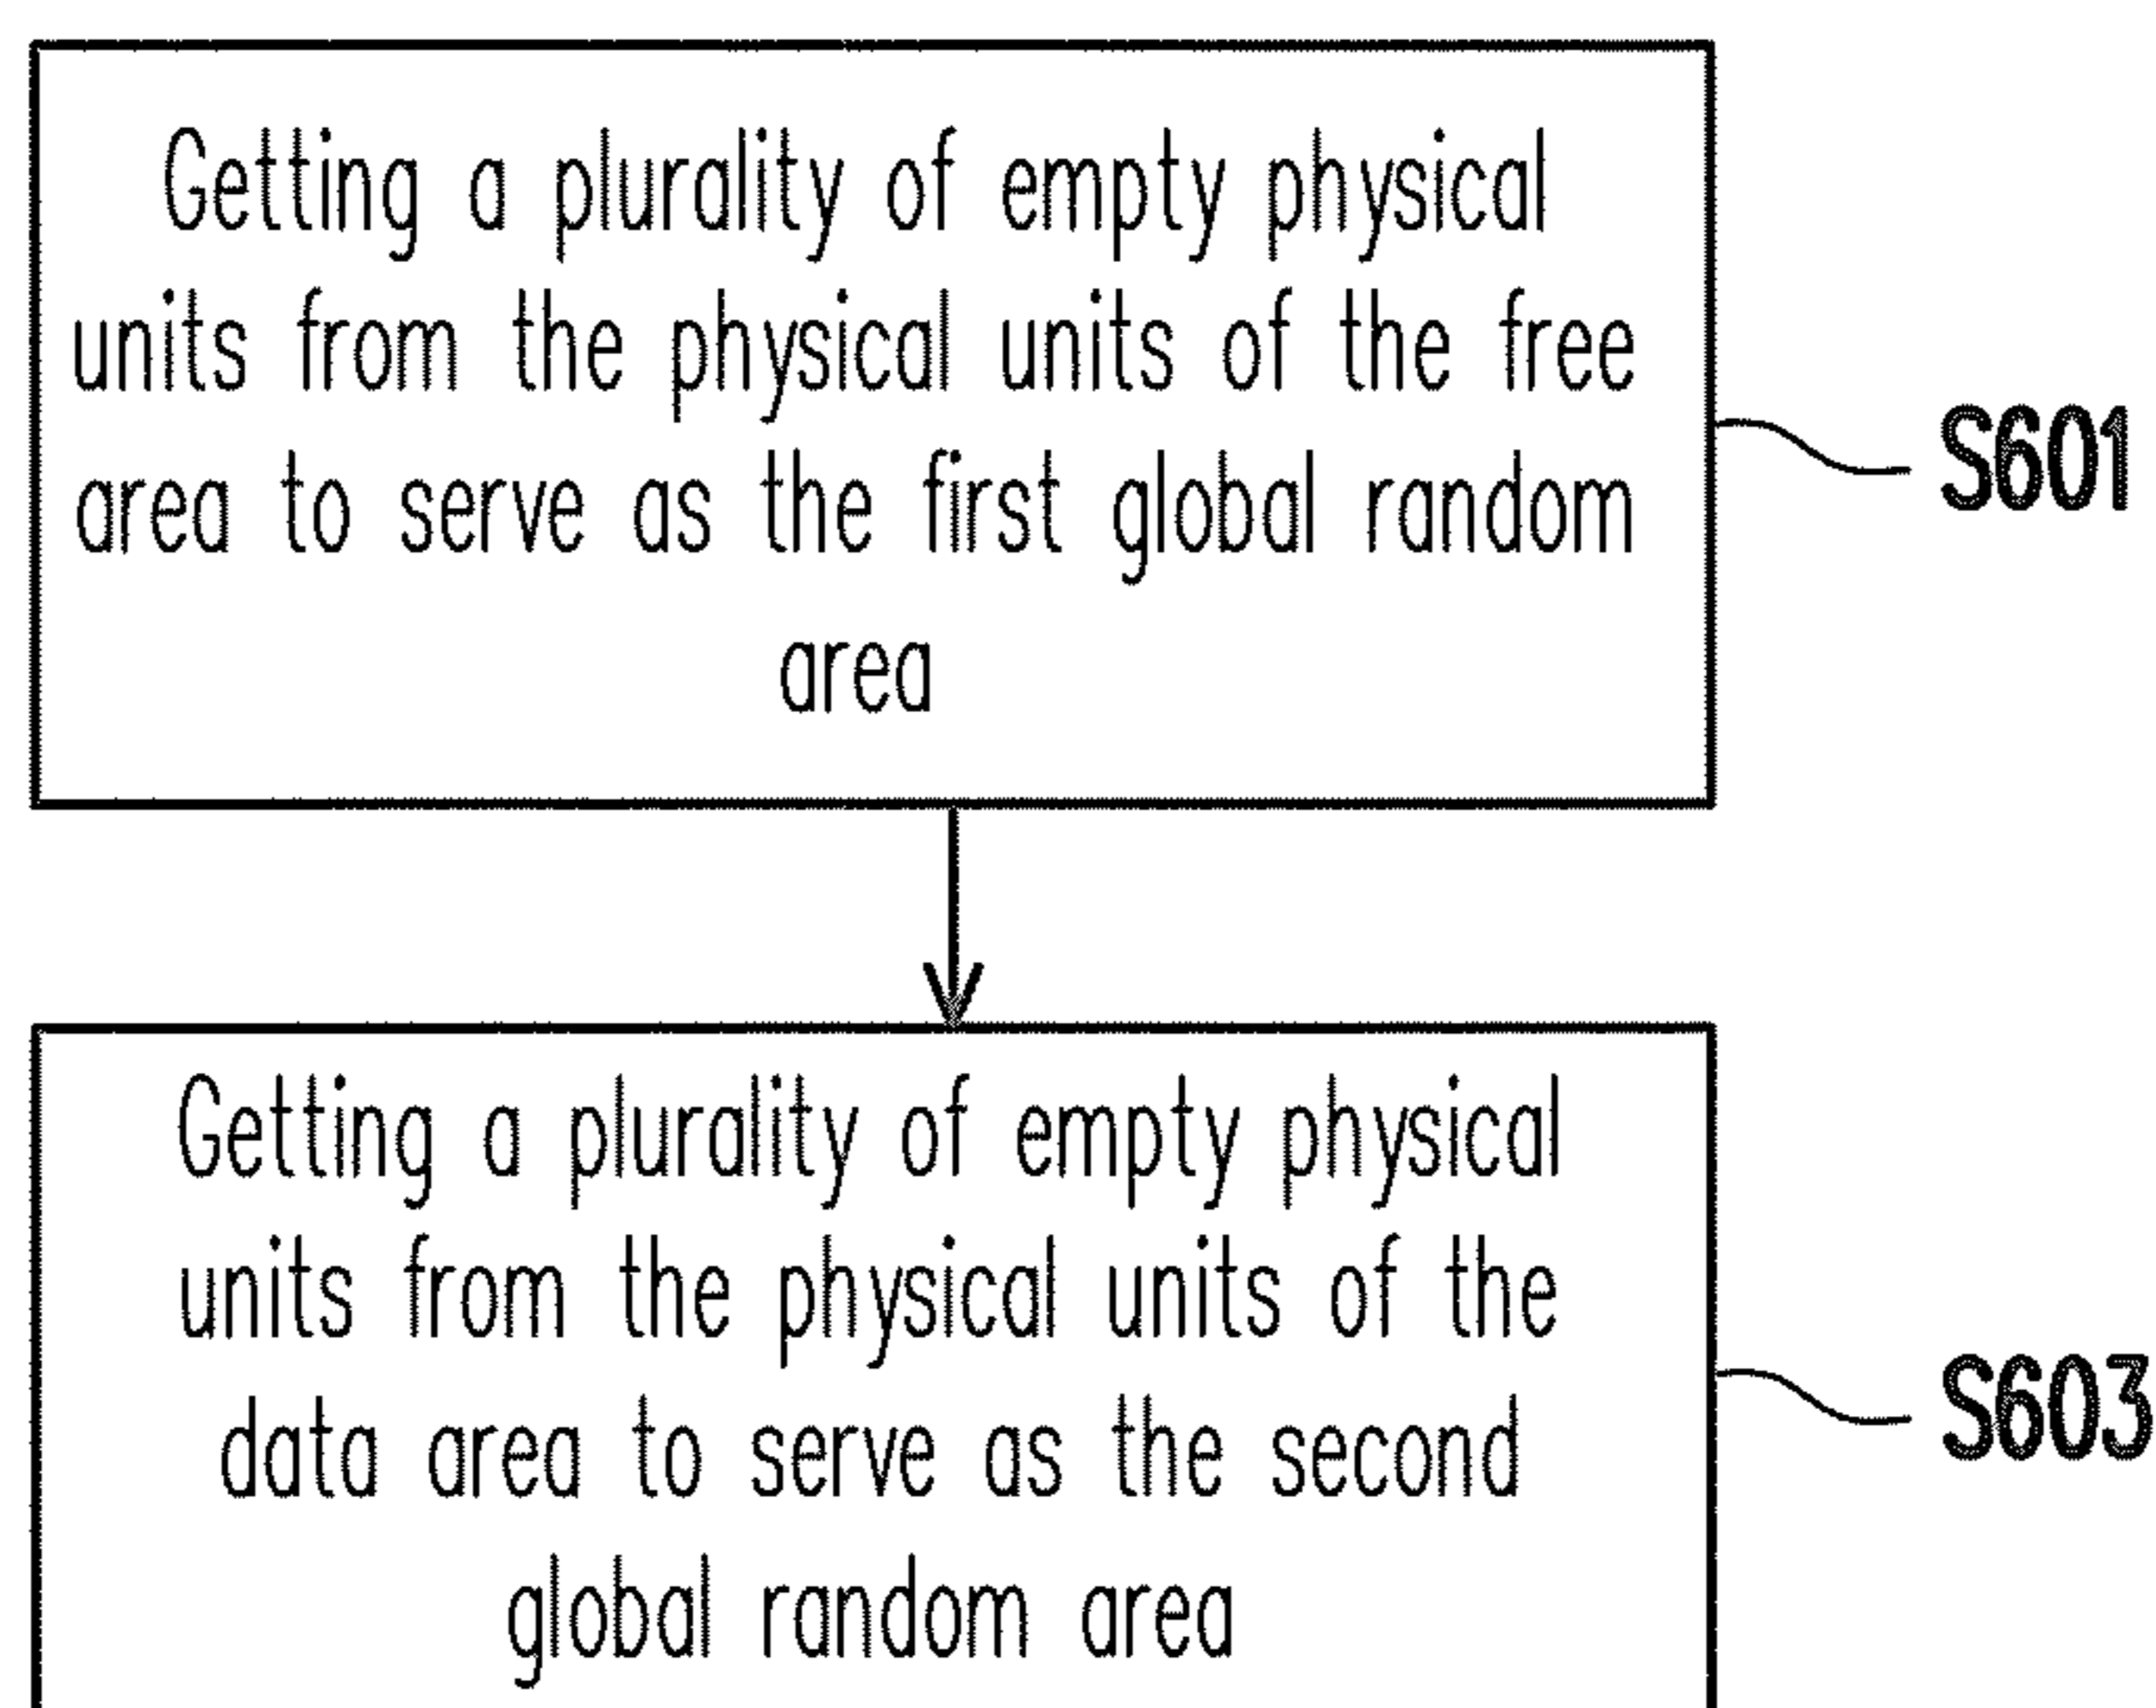 Getting a plurality of empty physical
units from the physical units of the free
area to serve as the first global random
area
S601
Getting a plurality of empty physical
units from the physical units of the
data area to serve as the second
global random area
S603